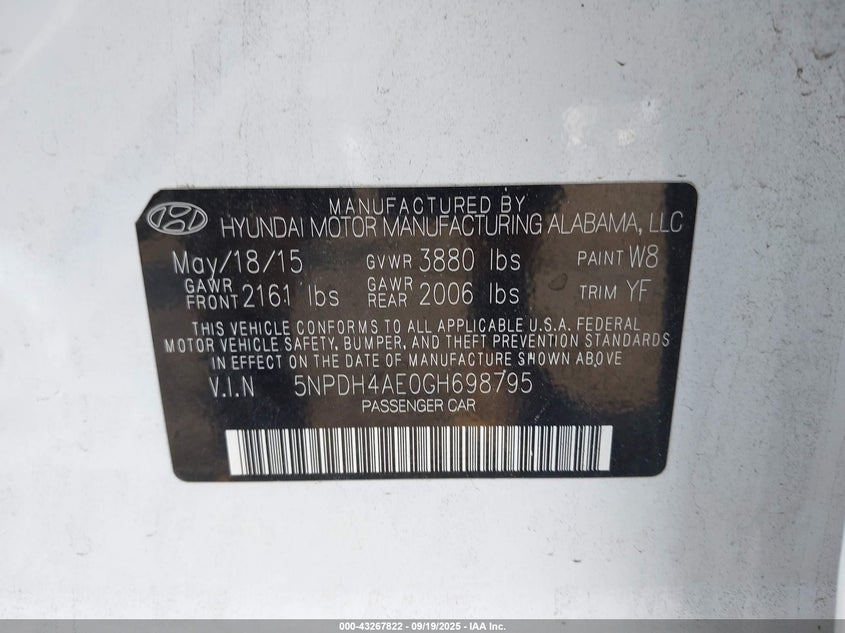 MANUFACTURED BY
HYUNDAI MOTOR MANUFACTURING ALABAMA, LLC
May/18/15 GVWR 3880 lbs PAINT W8
GAWR FRONT 2161 lbs GAWR REAR 2006 lbs TRIM YF
THIS VEHICLE CONFORMS TO ALL APPLICABLE U.S.A. FEDERAL
MOTOR VEHICLE SAFETY, BUMPER, AND THEFT PREVENTION STANDARDS
IN EFFECT ON THE DATE OF MANUFACTURE SHOWN ABOVE.
V.I.N 5NPDH4AE0GH698795
PASSENGER CAR
000-43267822 - 09/19/2025 - IAA Inc.